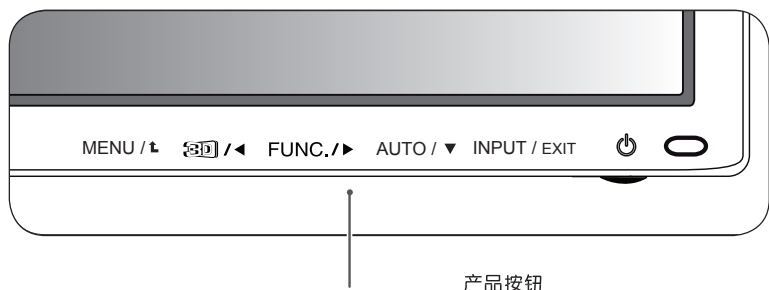 MENU / 3D / ◄ FUNC. / ► AUTO / ▼ INPUT / EXIT
产品按钮